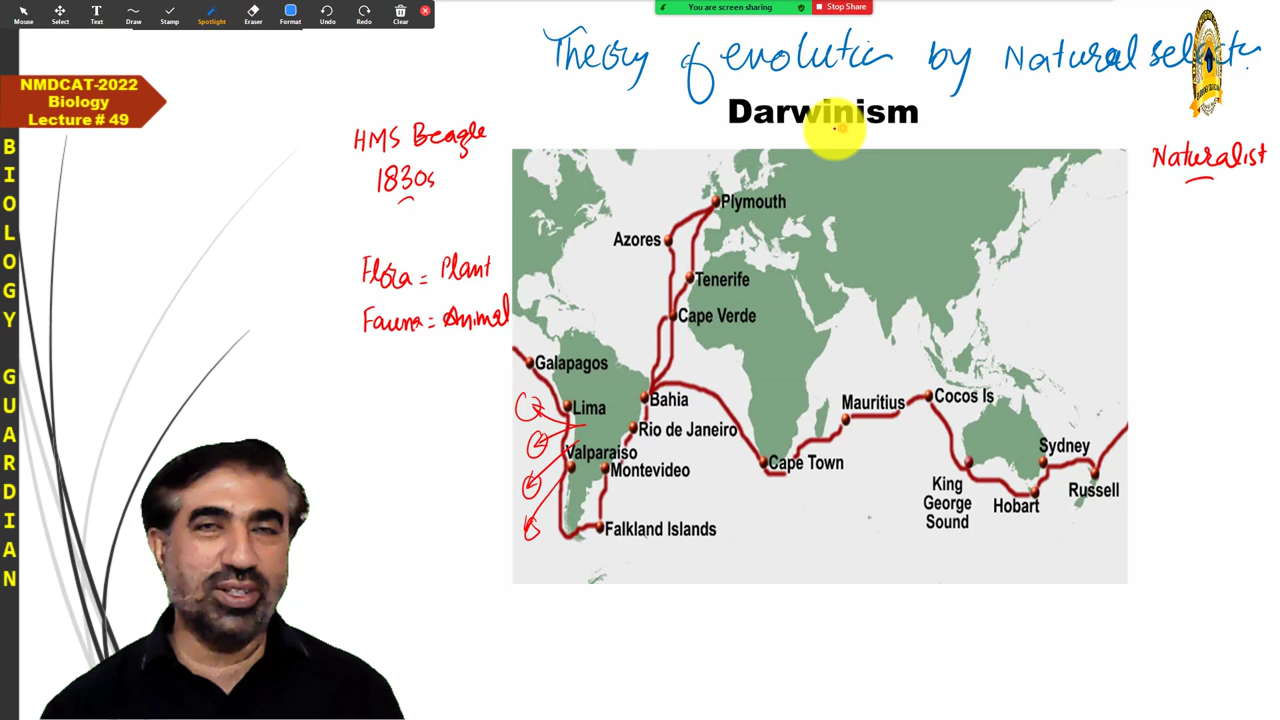 Mouse
Select
Text
Draw
Stamp
Spotlight
Eraser
Format
Undo
Redo
Clear
You are screen sharing
Stop Share
Theory of evolution by Natural select
NMDCAT-2022
Biology
Lecture # 49
Darwinism
HMS Beagle
1830s
Naturalist
Flora = Plant
Fauna = Animal
BIOLOGY GUARDIAN
Plymouth
Azores
Tenerife
Cape Verde
Galapagos
Lima
Bahia
Mauritius
Cocos Is
Rio de Janeiro
Valparaiso
Montevideo
Cape Town
Sydney
King
George
Sound
Hobart
Russell
Falkland Islands